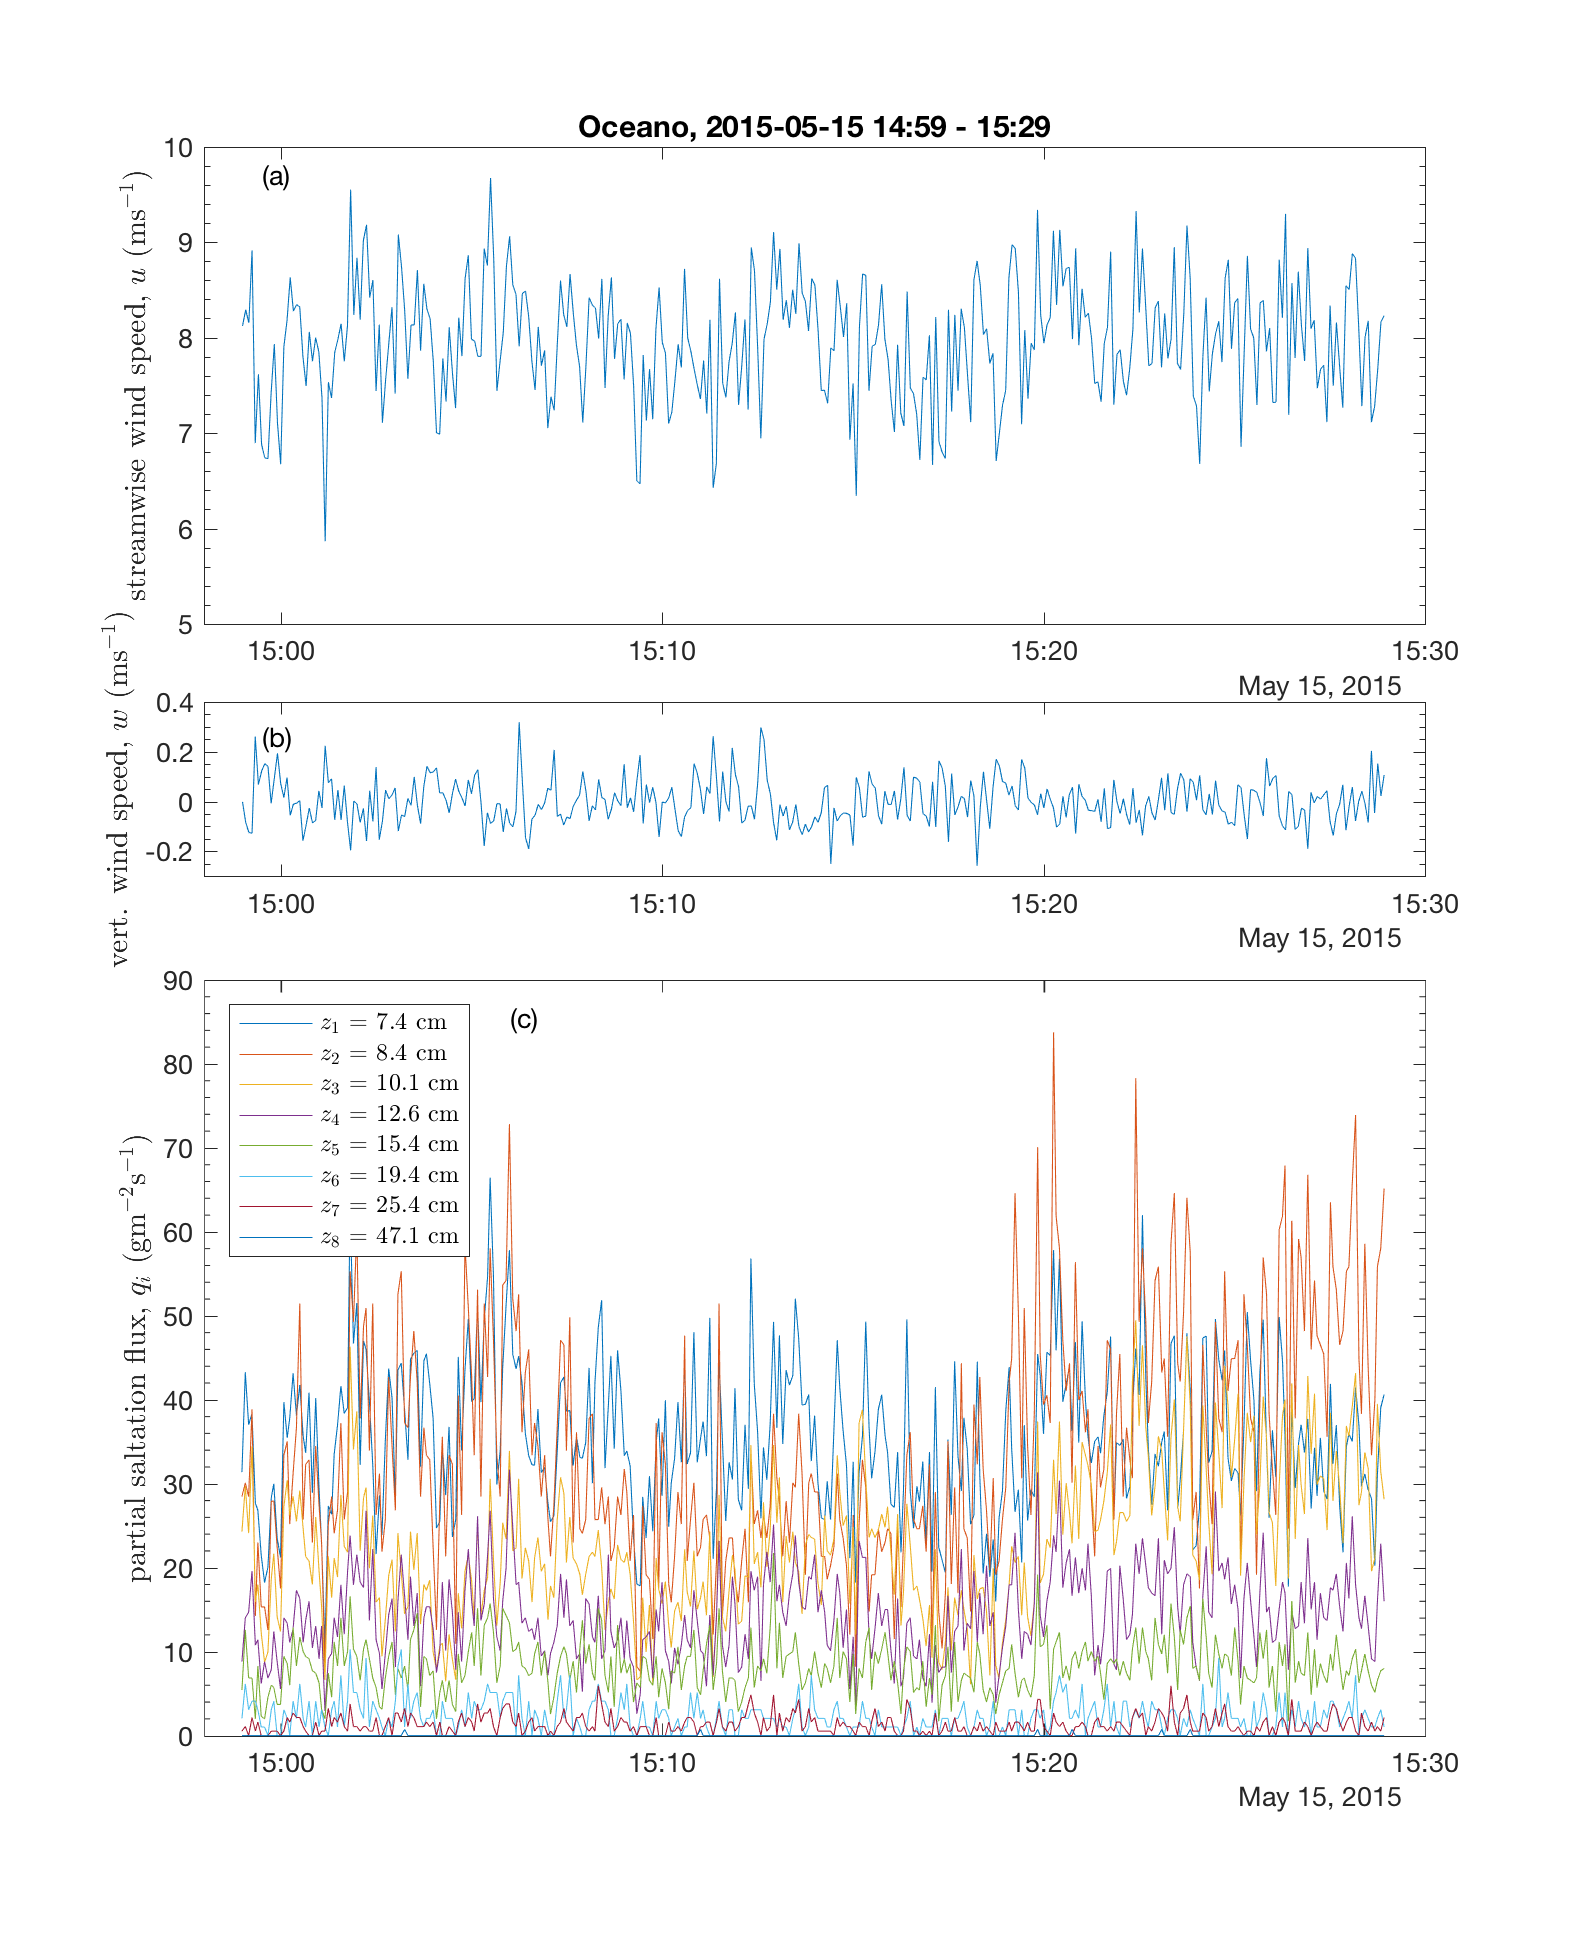 Oceano, 2015-05-15 14:59 - 15:29
(a)
streamwise wind speed, u (ms⁻¹)
10
9
8
7
6
5
15:00 15:10 15:20 15:30
May 15, 2015
(b)
vert. wind speed, w (ms⁻¹)
0.4
0.2
0
-0.2
15:00 15:10 15:20 15:30
May 15, 2015
(c)
partial saltation flux, qᵢ (gm⁻²s⁻¹)
90
80
70
60
50
40
30
20
10
0
z₁ = 7.4 cm
z₂ = 8.4 cm
z₃ = 10.1 cm
z₄ = 12.6 cm
z₅ = 15.4 cm
z₆ = 19.4 cm
z₇ = 25.4 cm
z₈ = 47.1 cm
15:00 15:10 15:20 15:30
May 15, 2015